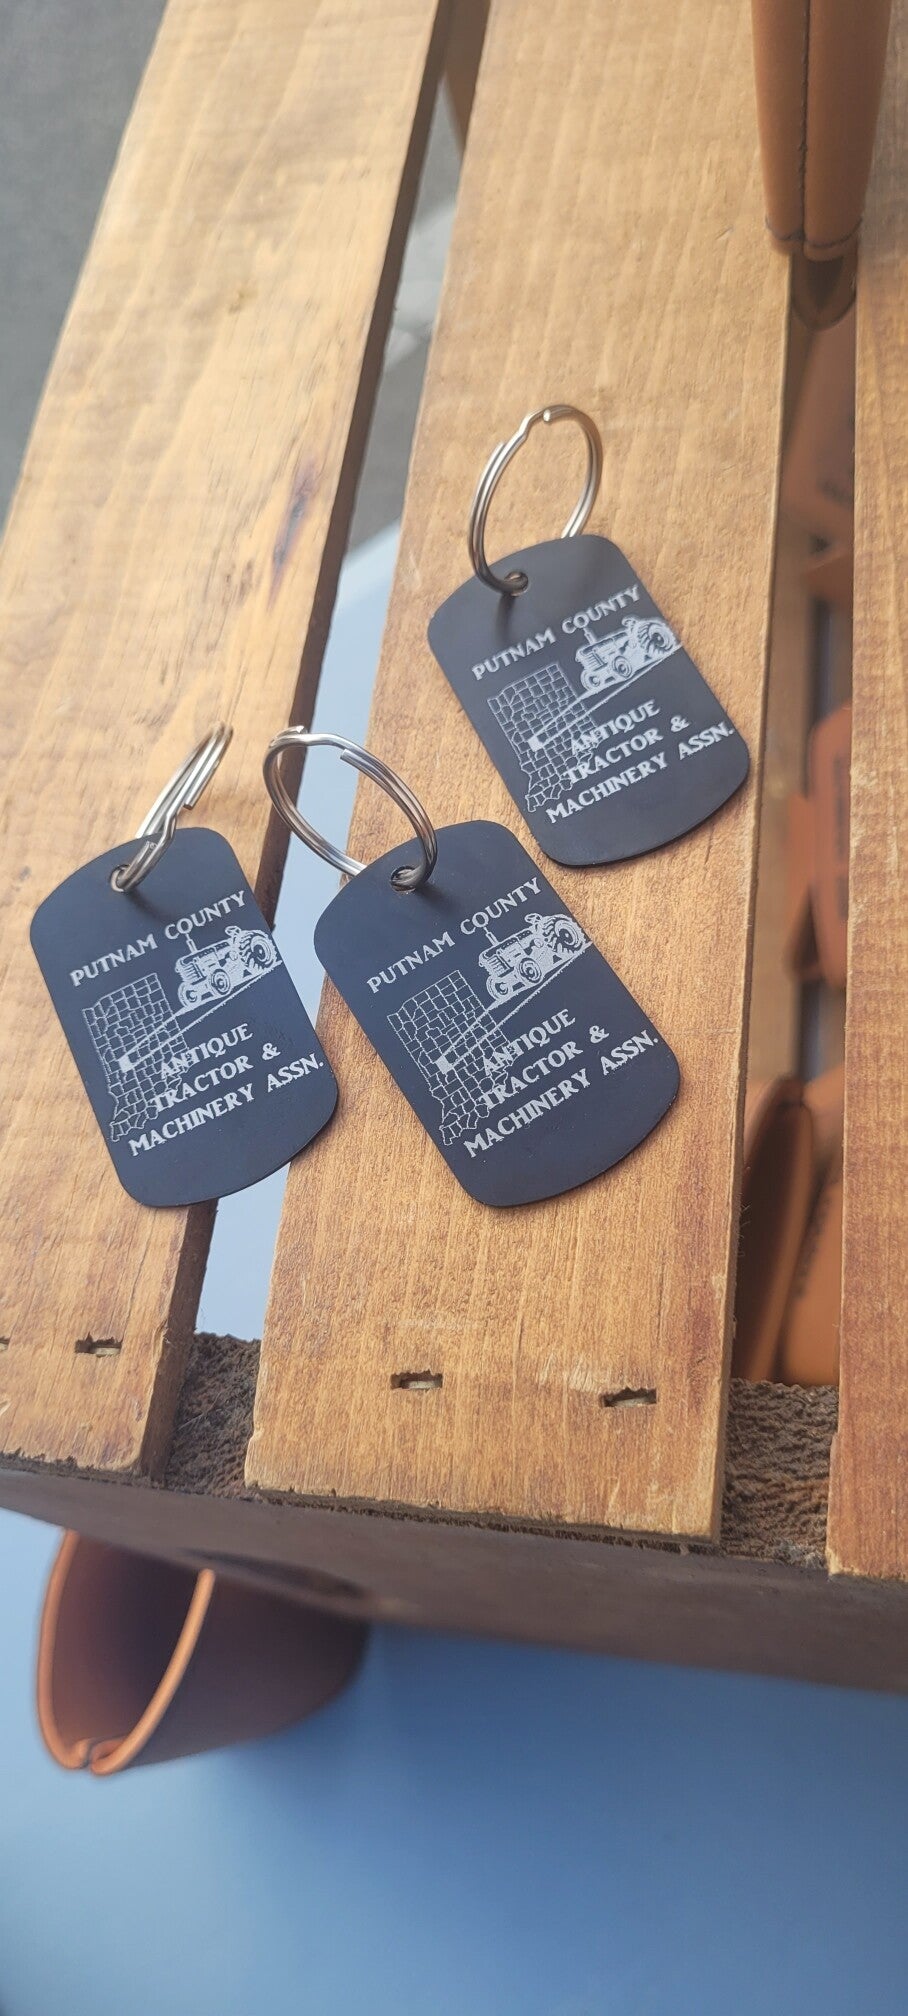 PUTNAM COUNTY
ANTIQUE
TRACTOR &
MACHINERY ASSN.
PUTNAM COUNTY
ANTIQUE
TRACTOR &
MACHINERY ASSN.
PUTNAM COUNTY
ANTIQUE
TRACTOR &
MACHINERY ASSN.